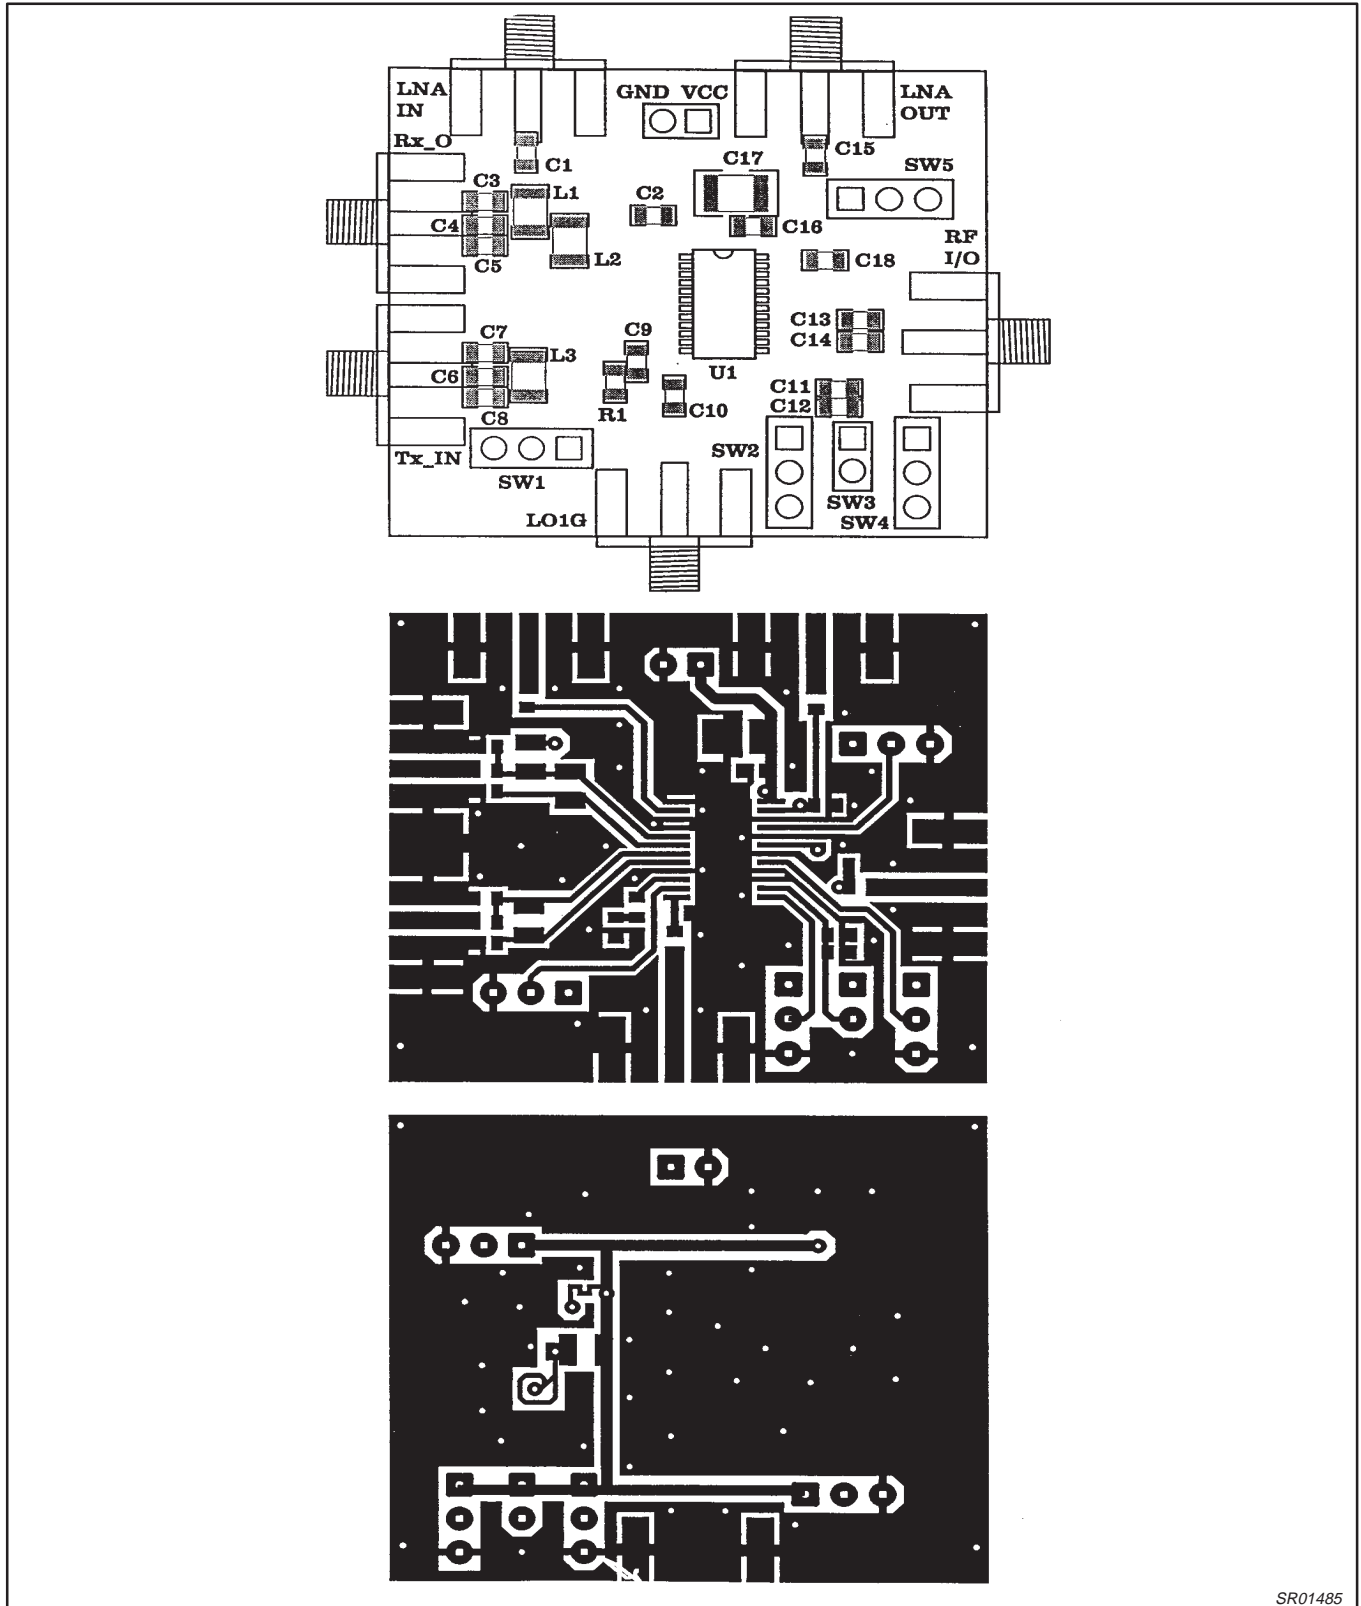 LNA
IN
GND VCC
LNA
OUT
Rx_O
C1
C15
C17
SW5
C3
L1
C2
C4
C16
C5
L2
RF
I/O
C18
C7
L3
C9
C13
C14
C6
U1
C8
R1
C10
C11
C12
Tx_IN
SW1
SW2
LO1G
SW3
SW4
SR01485